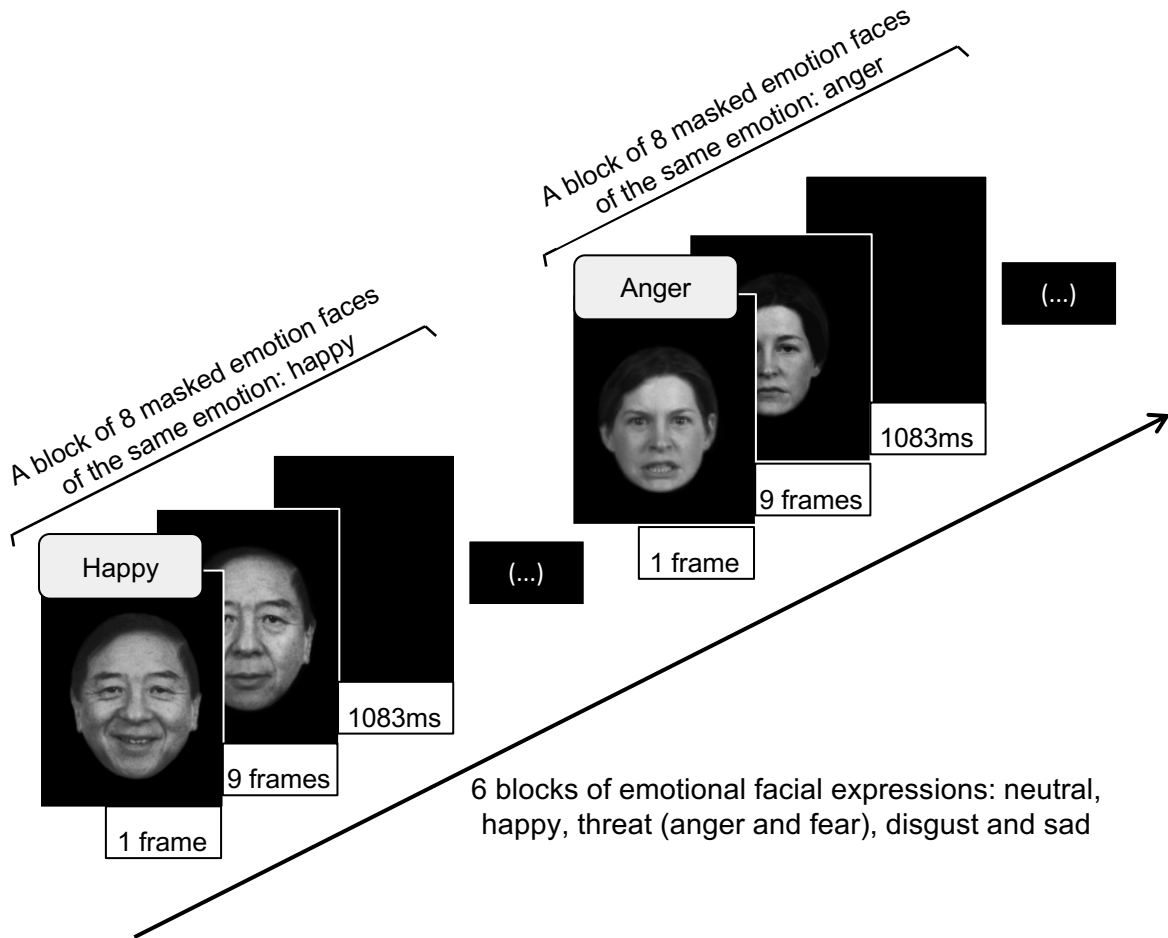 A block of 8 masked emotion faces
of the same emotion: happy
Happy
1 frame
9 frames
1083ms
(...)
A block of 8 masked emotion faces
of the same emotion: anger
Anger
1 frame
9 frames
1083ms
(...)
6 blocks of emotional facial expressions: neutral,
happy, threat (anger and fear), disgust and sad